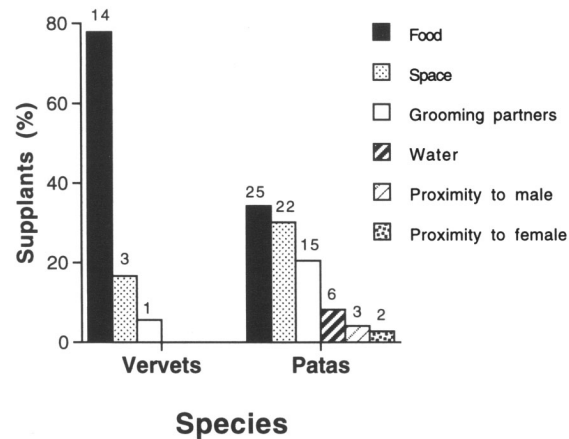 80
60
40
20
0
Supplants (%)
14
3
1
25
22
15
6
3
2
Food
Space
Grooming partners
Water
Proximity to male
Proximity to female
Vervets
Patas
Species